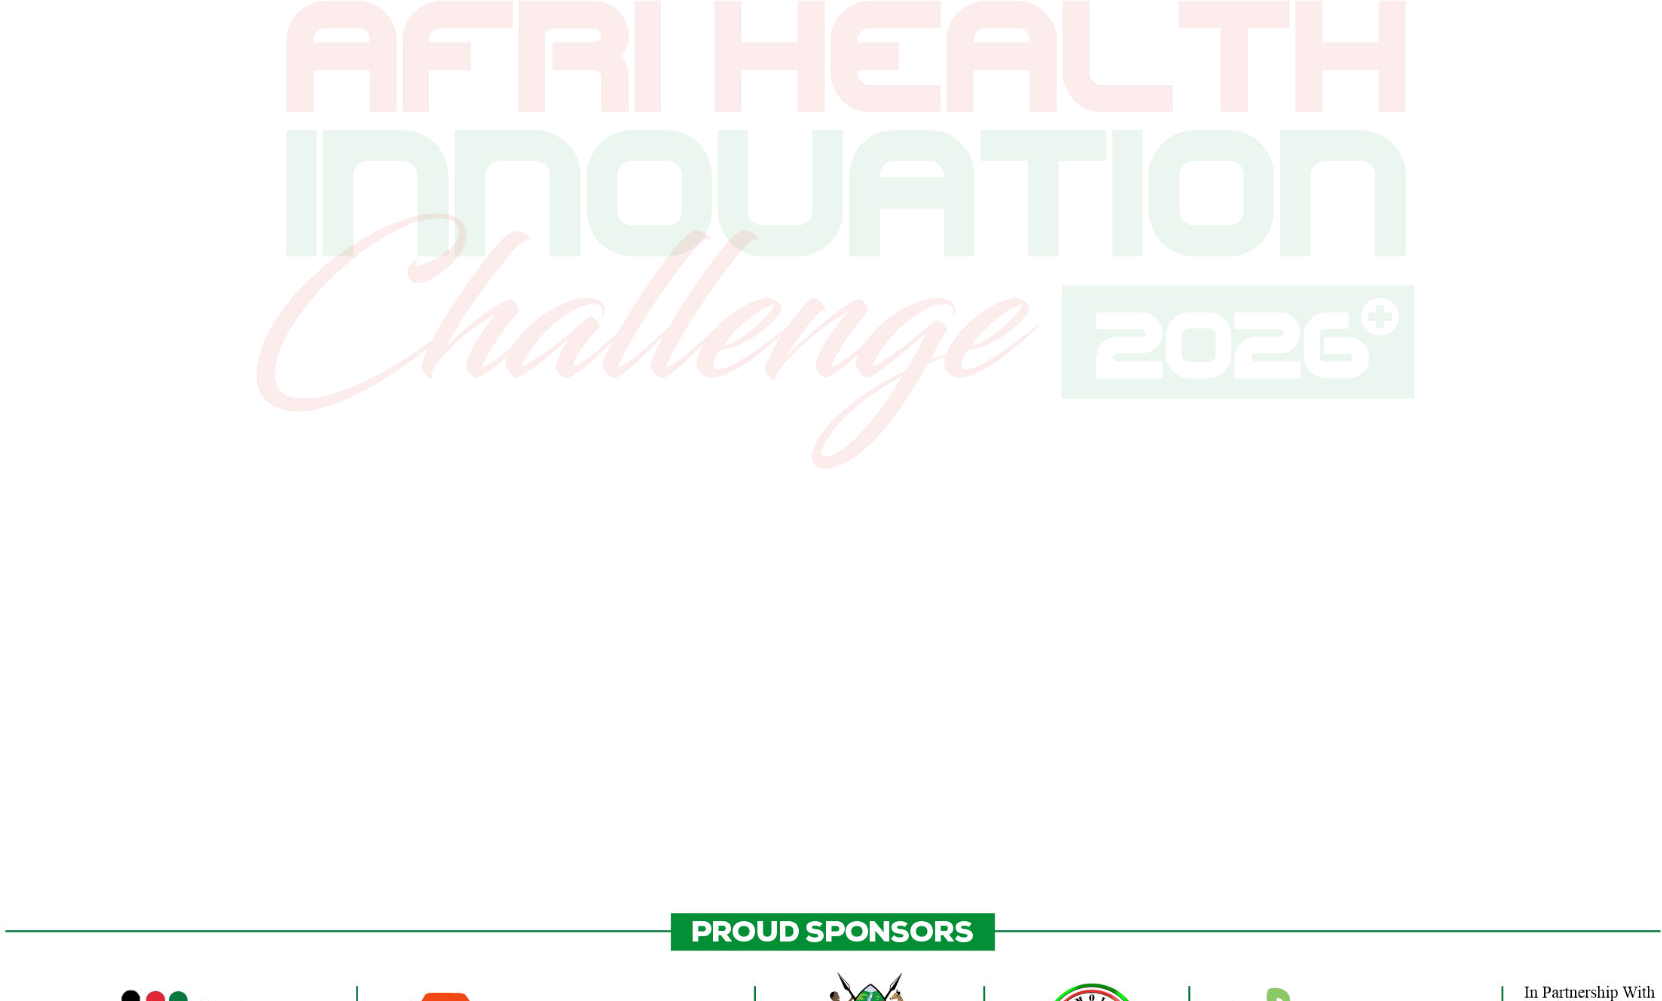 AFRI HEALTH
INNOVATION
Challenge 2026
PROUD SPONSORS
In Partnership With